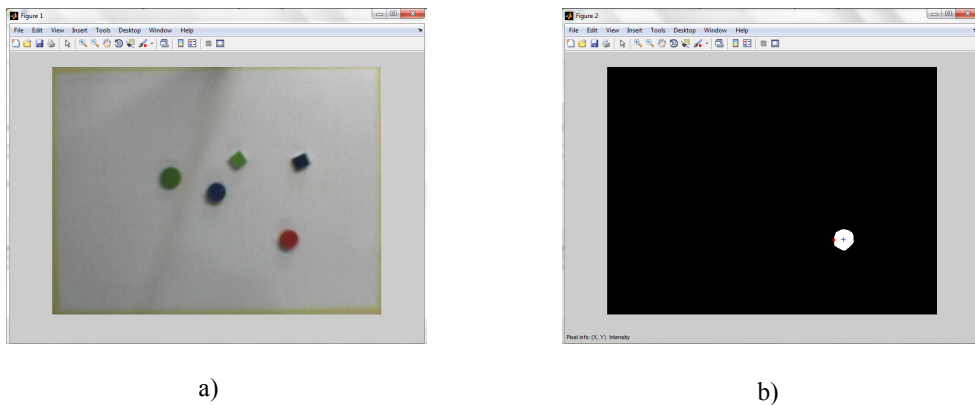 Figure 1
File Edit View Insert Tools Desktop Window Help
a)
Figure 2
File Edit View Insert Tools Desktop Window Help
Pixel info: (X, Y) Intensity
b)